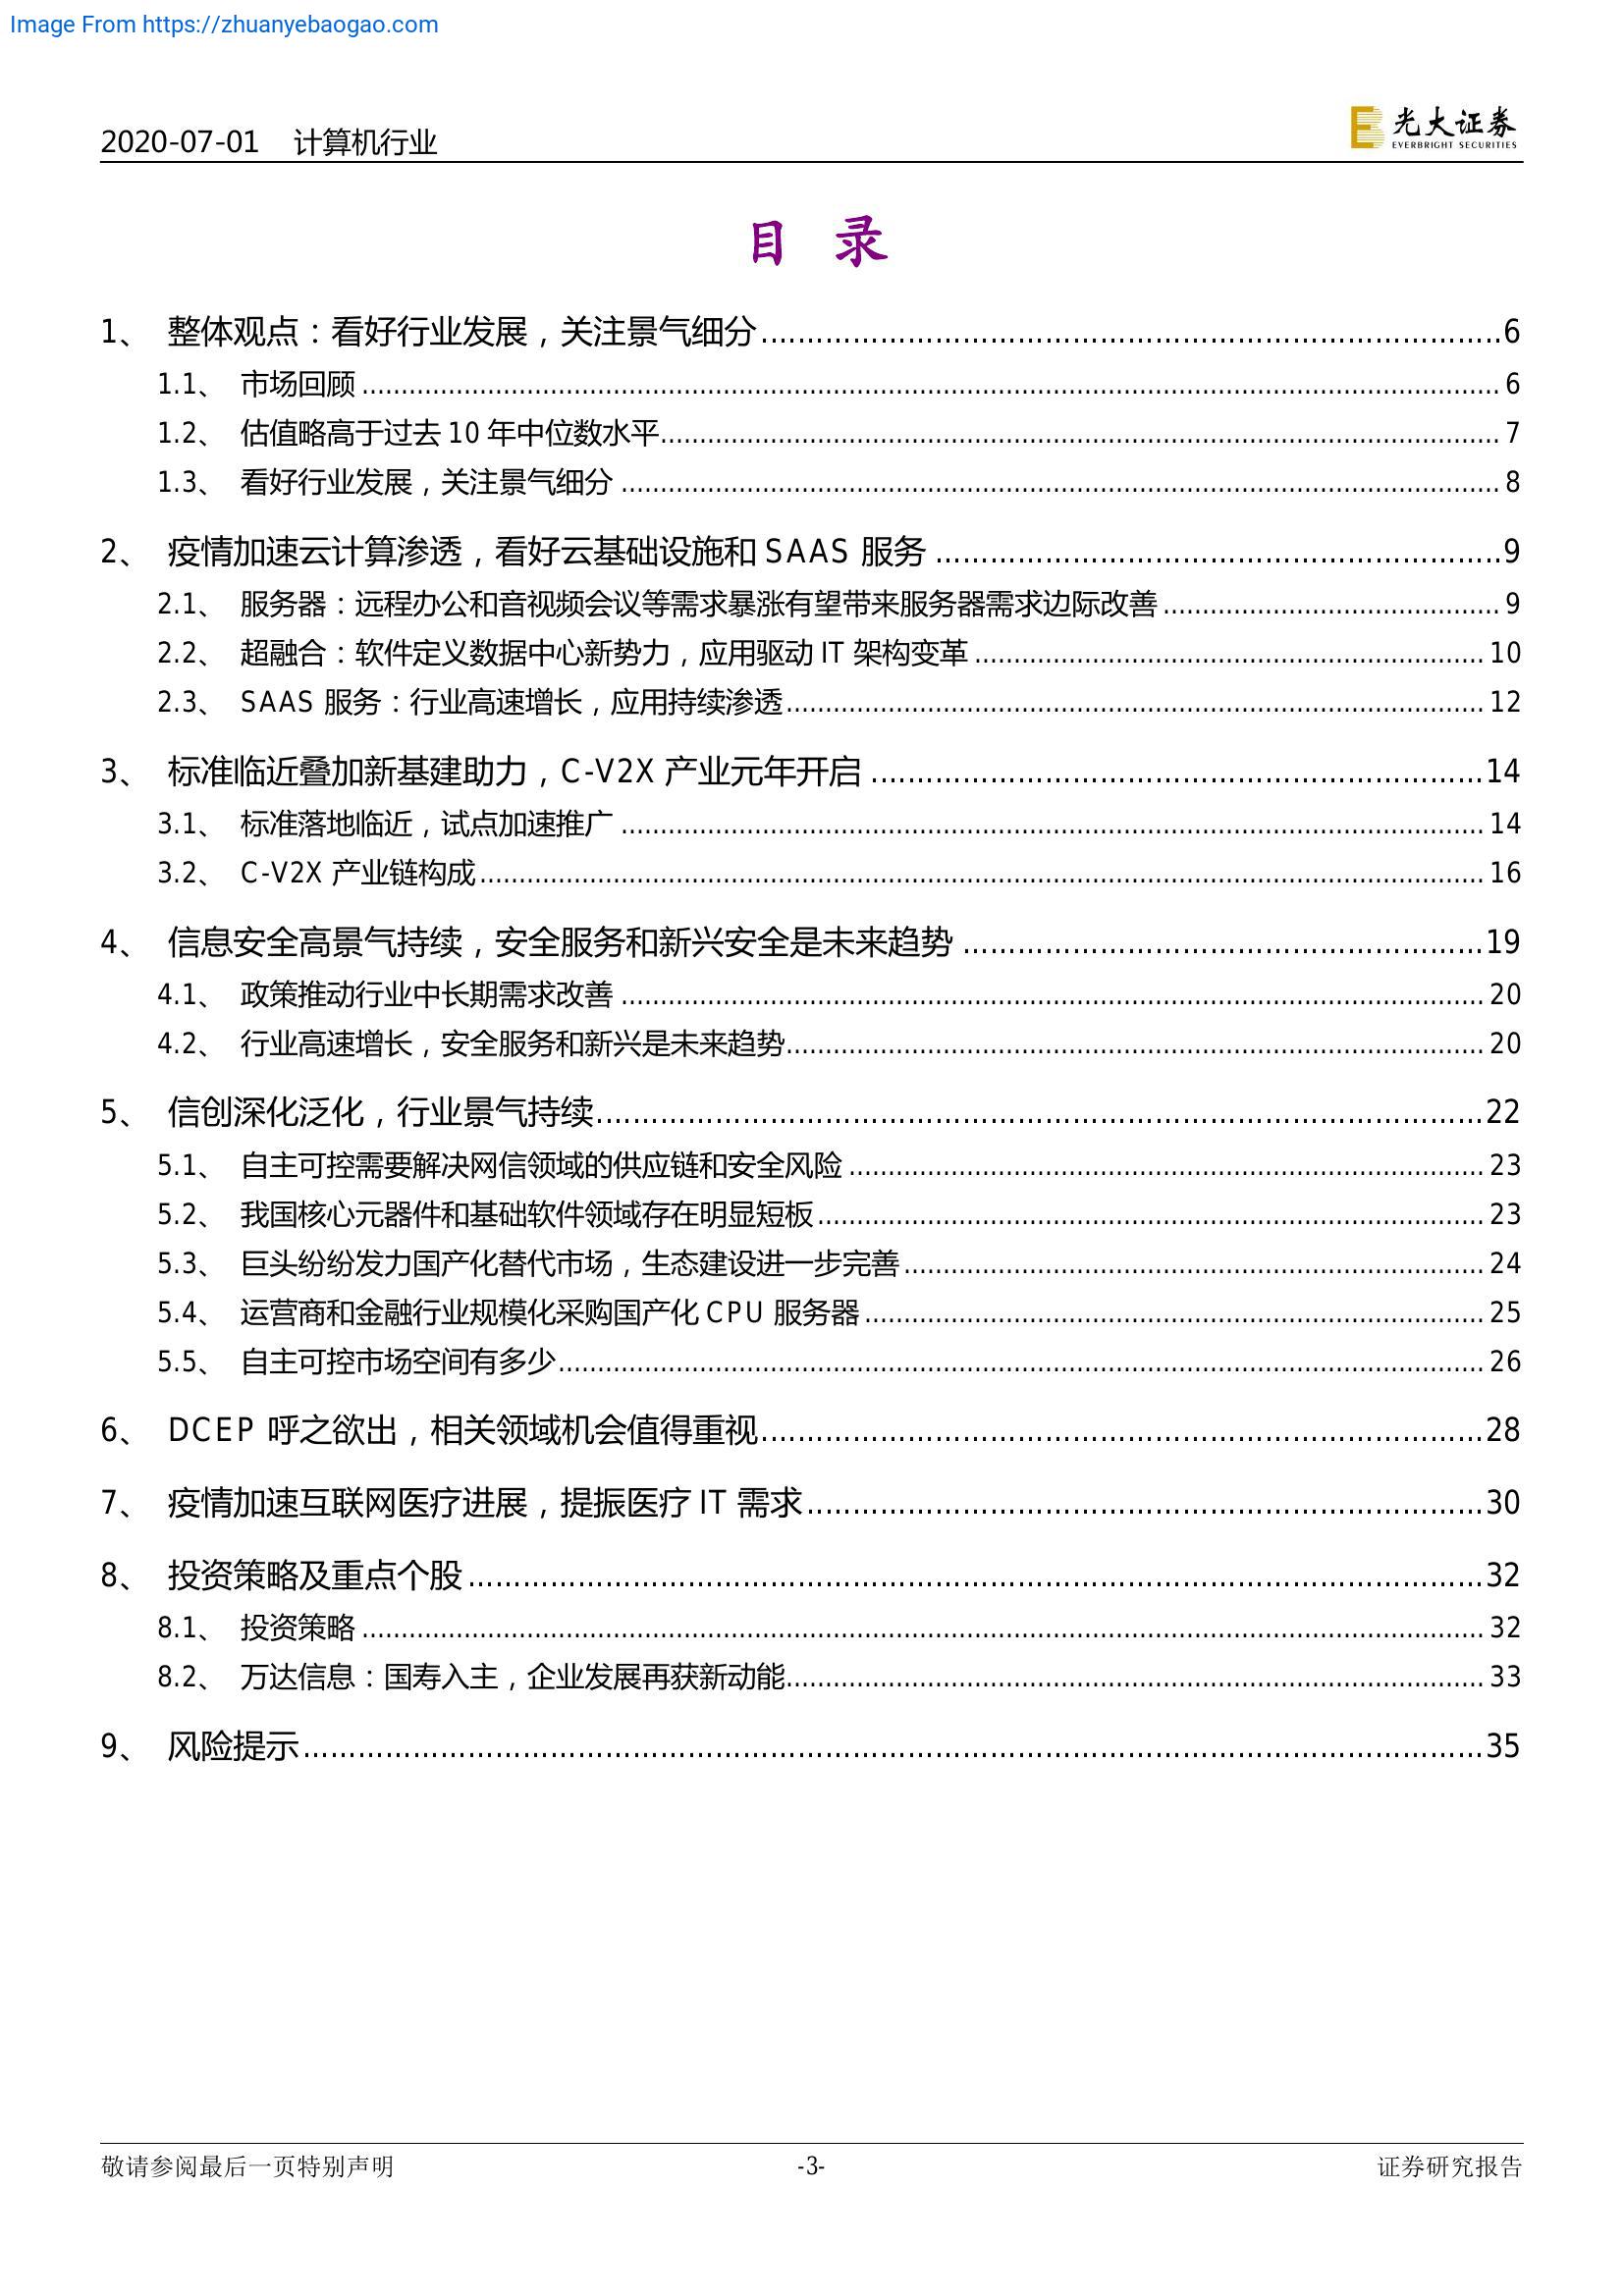 Image From https://zhuanyebaogao.com
2020-07-01 计算机行业
光大证券
EVERBRIGHT SECURITIES
目 录
1、 整体观点：看好行业发展，关注景气细分........................6
1.1、 市场回顾........................6
1.2、 估值略高于过去 10 年中位数水平........................7
1.3、 看好行业发展，关注景气细分........................8
2、 疫情加速云计算渗透，看好云基础设施和 SAAS 服务........................9
2.1、 服务器：远程办公和音视频会议等需求暴涨有望带来服务器需求边际改善........................9
2.2、 超融合：软件定义数据中心新势力，应用驱动 IT 架构变革........................10
2.3、 SAAS 服务：行业高速增长，应用持续渗透........................12
3、 标准临近叠加新基建助力，C-V2X 产业元年开启........................14
3.1、 标准落地临近，试点加速推广........................14
3.2、 C-V2X 产业链构成........................16
4、 信息安全高景气持续，安全服务和新兴安全是未来趋势........................19
4.1、 政策推动行业中长期需求改善........................20
4.2、 行业高速增长，安全服务和新兴是未来趋势........................20
5、 信创深化泛化，行业景气持续........................22
5.1、 自主可控需要解决网信领域的供应链和安全风险........................23
5.2、 我国核心元器件和基础软件领域存在明显短板........................23
5.3、 巨头纷纷发力国产化替代市场，生态建设进一步完善........................24
5.4、 运营商和金融行业规模化采购国产化 CPU 服务器........................25
5.5、 自主可控市场空间有多少........................26
6、 DCEP 呼之欲出，相关领域机会值得重视........................28
7、 疫情加速互联网医疗进展，提振医疗 IT 需求........................30
8、 投资策略及重点个股........................32
8.1、 投资策略........................32
8.2、 万达信息：国寿入主，企业发展再获新动能........................33
9、 风险提示........................35
敬请参阅最后一页特别声明 -3- 证券研究报告